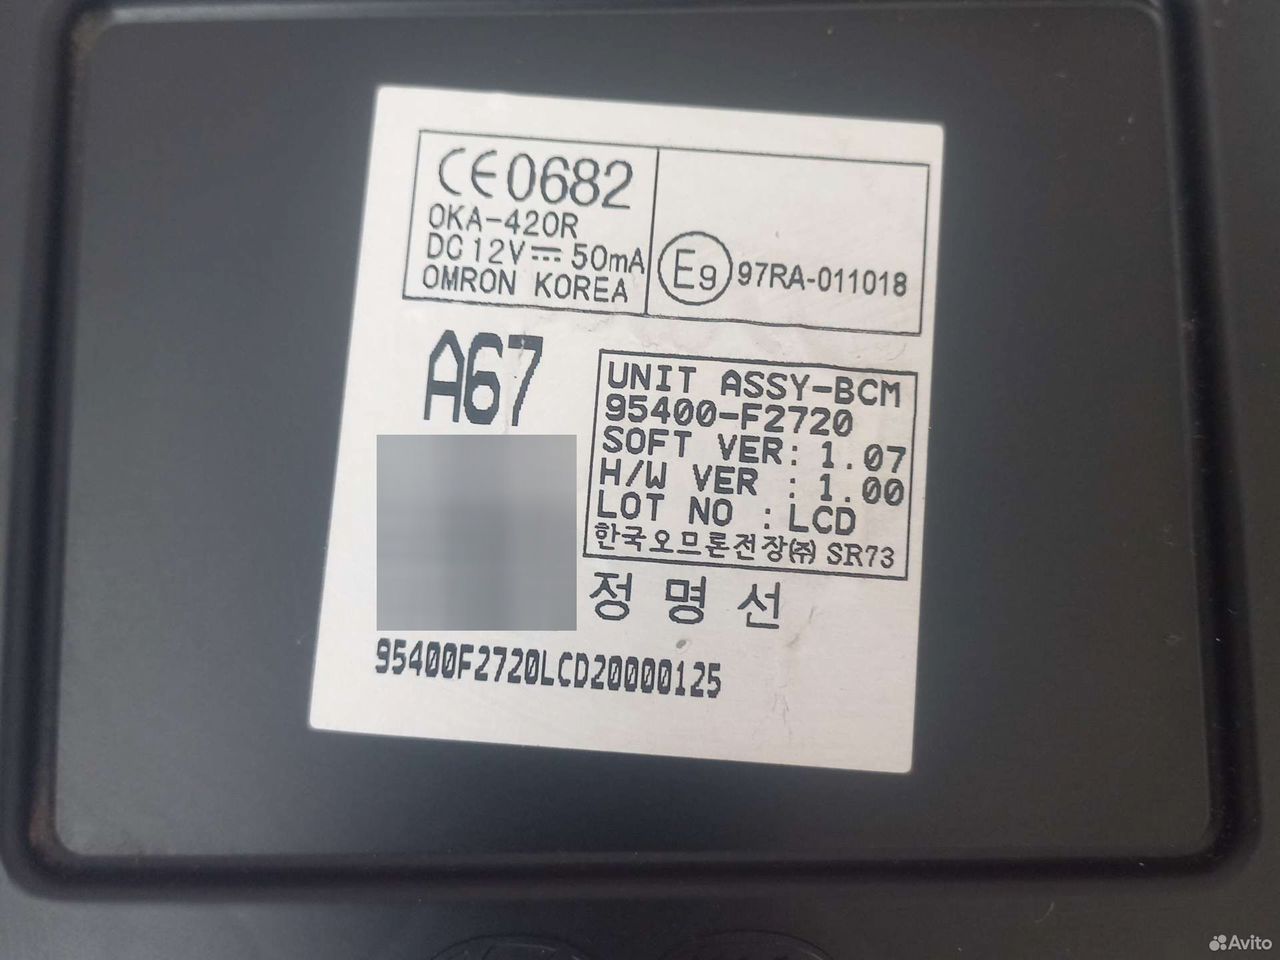 CE0682
OKA-420R
DC 12V⎓50mA
OMRON KOREA
E9 97RA-011018
A67
UNIT ASSY-BCM
95400-F2720
SOFT VER: 1.07
H/W VER : 1.00
LOT NO : LCD
한국오므론전장㈜ SR73
정 명 선
95400F2720LCD20000125
Avito